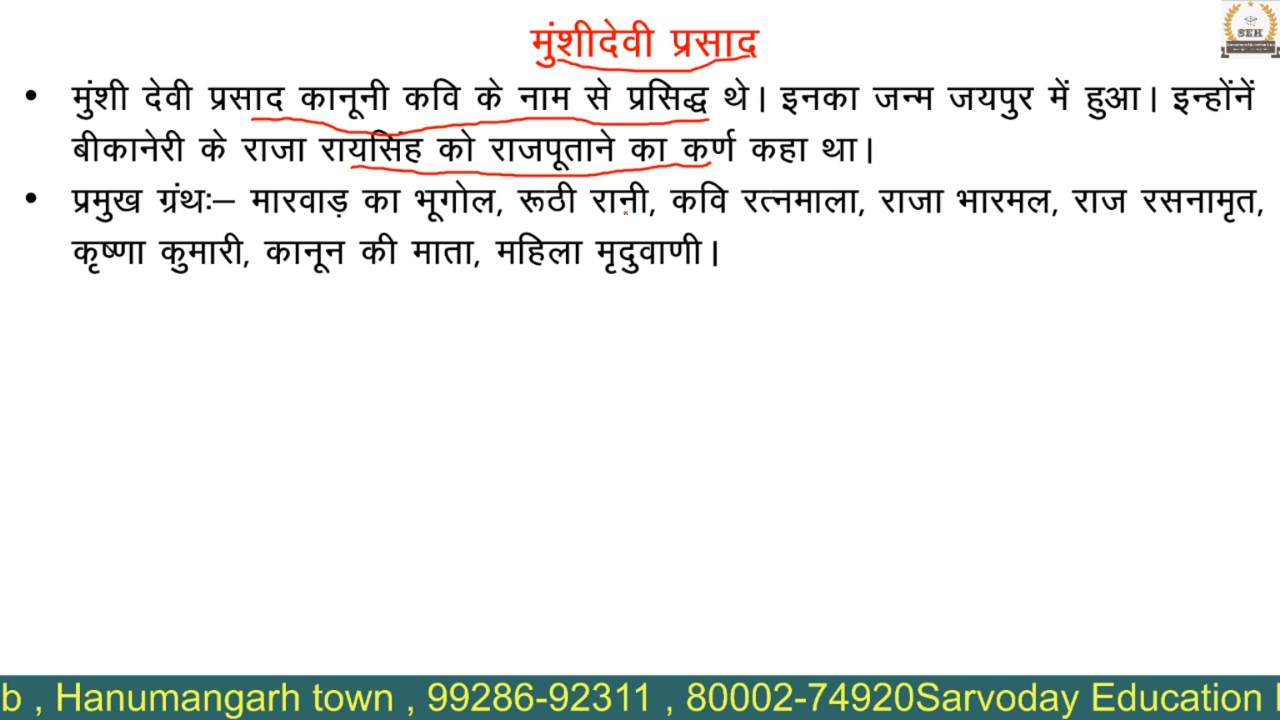 मुंशीदेवी प्रसाद
SEH
• मुंशी देवी प्रसाद कानूनी कवि के नाम से प्रसिद्ध थे। इनका जन्म जयपुर में हुआ। इन्होंनें
बीकानेरी के राजा रायसिंह को राजपूताने का कर्ण कहा था।
• प्रमुख ग्रंथः– मारवाड़ का भूगोल, रूठी रानी, कवि रत्नमाला, राजा भारमल, राज रसनामृत,
कृष्णा कुमारी, कानून की माता, महिला मृदुवाणी।
b , Hanumangarh town , 99286-92311 , 80002-74920Sarvoday Education